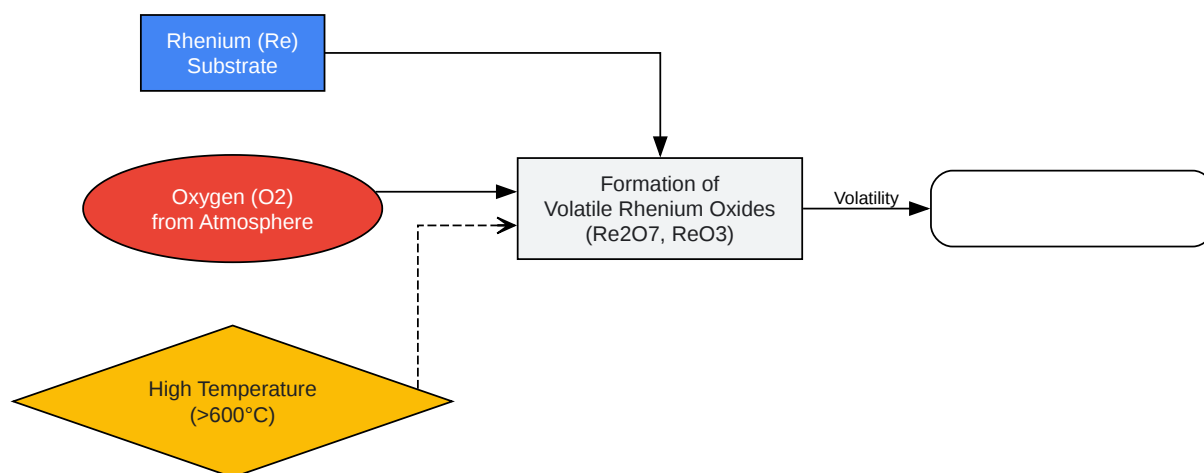 Rhenium (Re)
Substrate
Oxygen (O2)
from Atmosphere
Formation of
Volatile Rhenium Oxides
(Re2O7, ReO3)
Volatility
High Temperature
(>600°C)